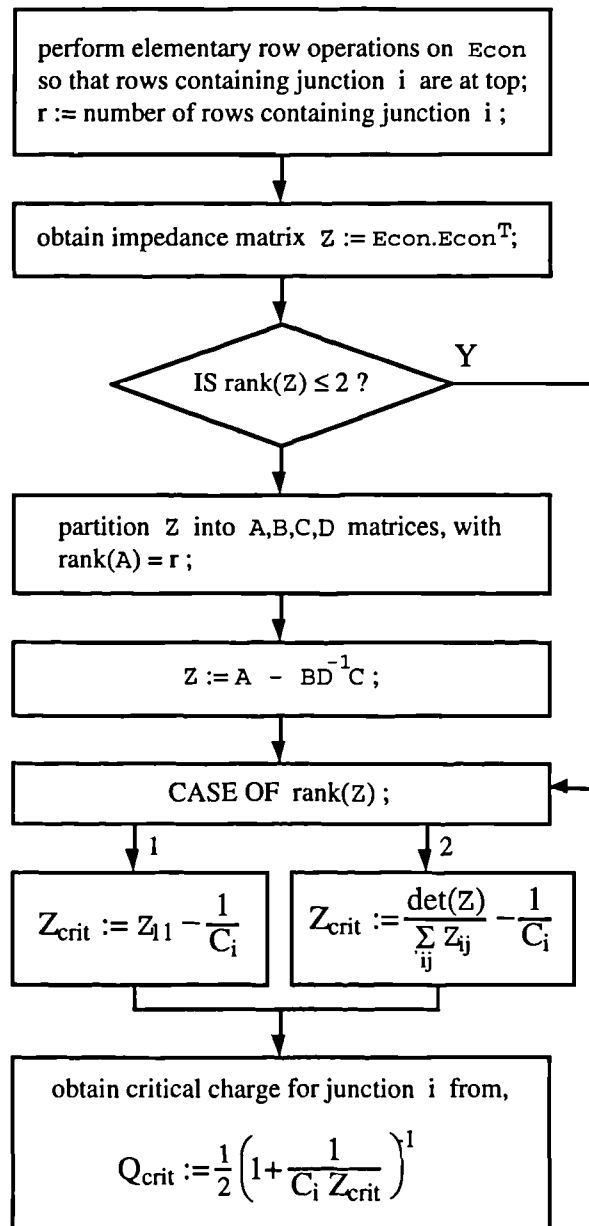 perform elementary row operations on Econ
so that rows containing junction i are at top;
r := number of rows containing junction i ;
obtain impedance matrix Z := Econ.Econ^T;
Y
IS rank(Z) ≤ 2 ?
partition Z into A,B,C,D matrices, with
rank(A) = r ;
Z := A - BD^-1 C ;
CASE OF rank(Z) ;
1
2
Z_crit := Z_11 − 1/C_i
Z_crit := det(Z)/∑_ij Z_ij − 1/C_i
obtain critical charge for junction i from,
Q_crit := 1/2 (1 + 1/(C_i Z_crit))^-1